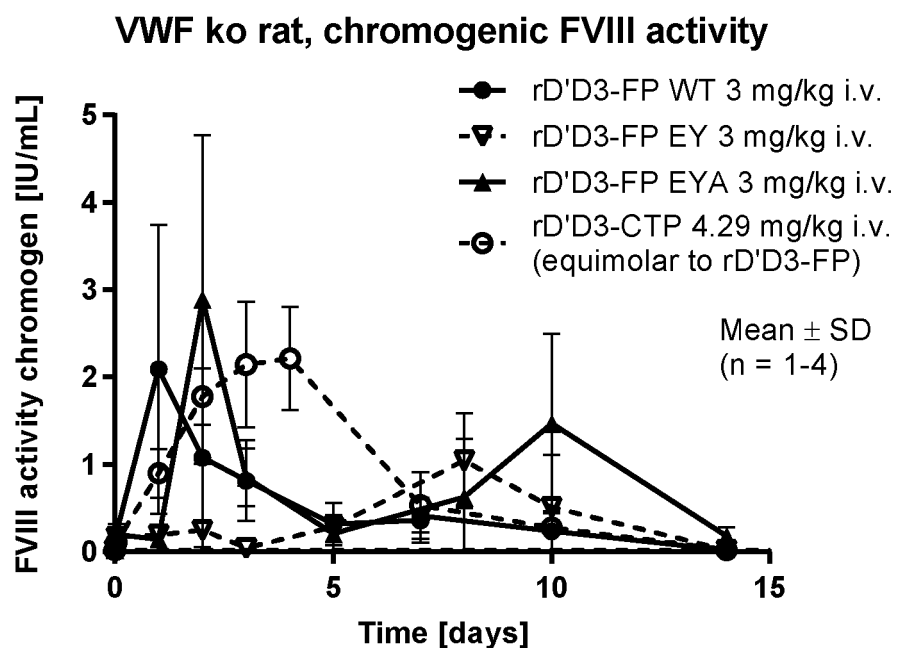 VWF ko rat, chromogenic FVIII activity
rD'D3-FP WT 3 mg/kg i.v.
rD'D3-FP EY 3 mg/kg i.v.
rD'D3-FP EYA 3 mg/kg i.v.
rD'D3-CTP 4.29 mg/kg i.v.
(equimolar to rD'D3-FP)
Mean ± SD
(n = 1-4)
FVIII activity chromogen [IU/mL]
5
4
3
2
1
0
0 5 10 15
Time [days]